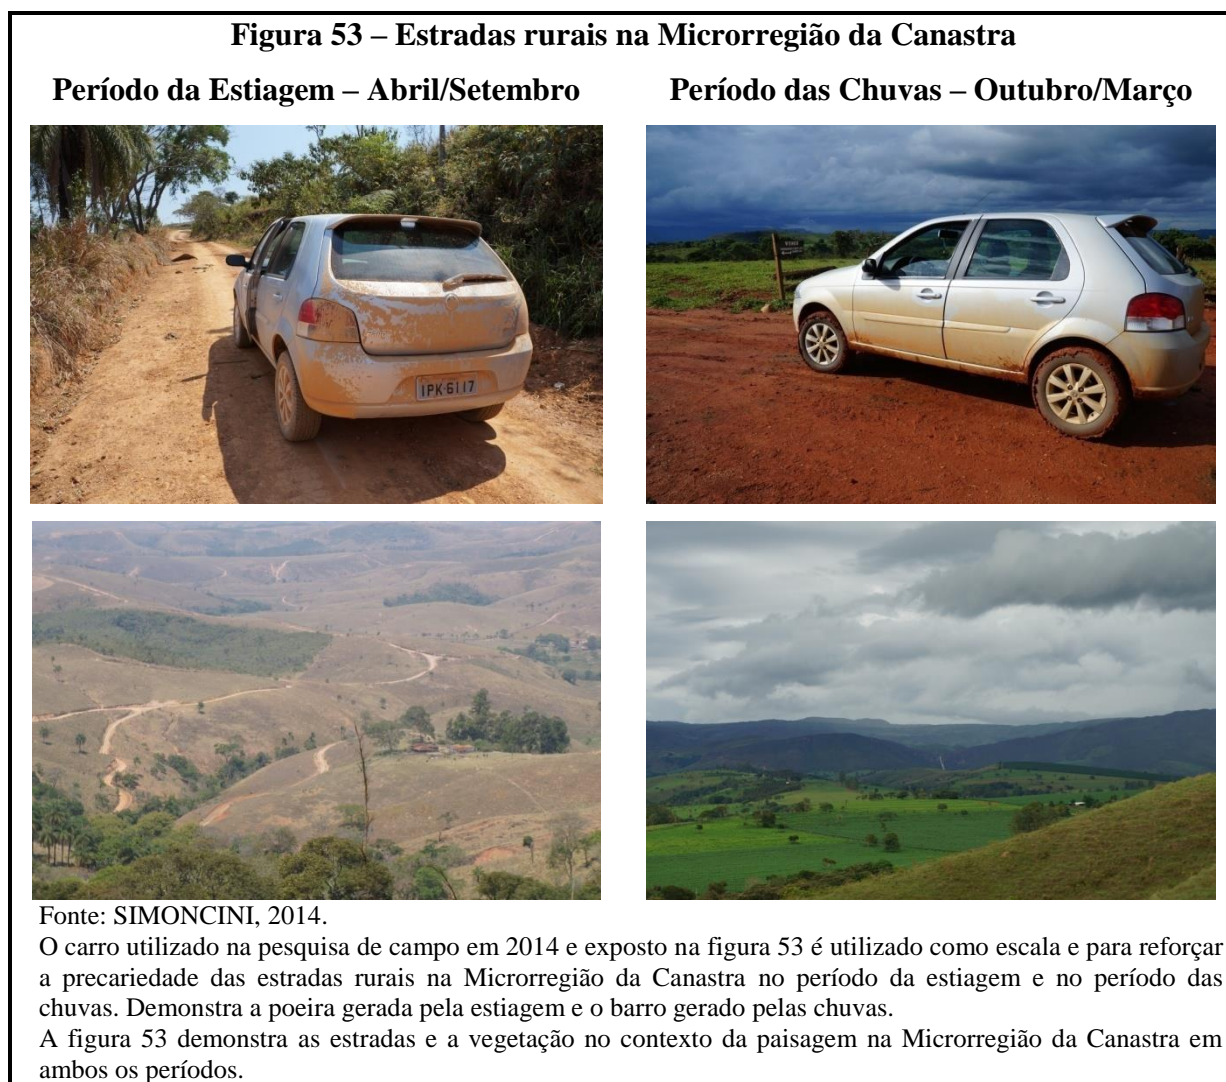 Figura 53 – Estradas rurais na Microrregião da Canastra
Período da Estiagem – Abril/Setembro
Período das Chuvas – Outubro/Março
IPK-6117
Fonte: SIMONCINI, 2014.
O carro utilizado na pesquisa de campo em 2014 e exposto na figura 53 é utilizado como escala e para reforçar
a precariedade das estradas rurais na Microrregião da Canastra no período da estiagem e no período das
chuvas. Demonstra a poeira gerada pela estiagem e o barro gerado pelas chuvas.
A figura 53 demonstra as estradas e a vegetação no contexto da paisagem na Microrregião da Canastra em
ambos os períodos.